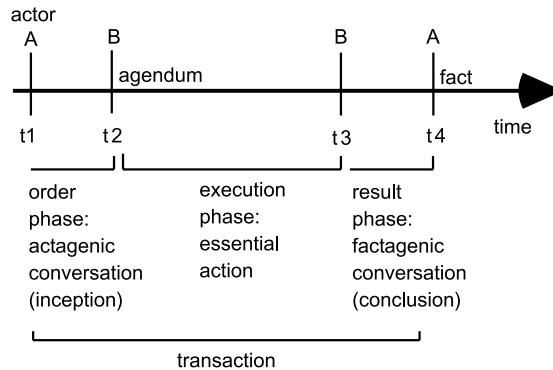 actor
A B B A
agendum fact
t1 t2 t3 t4 time
order
phase:
actagenic
conversation
(inception)
execution
phase:
essential
action
result
phase:
factagenic
conversation
(conclusion)
transaction